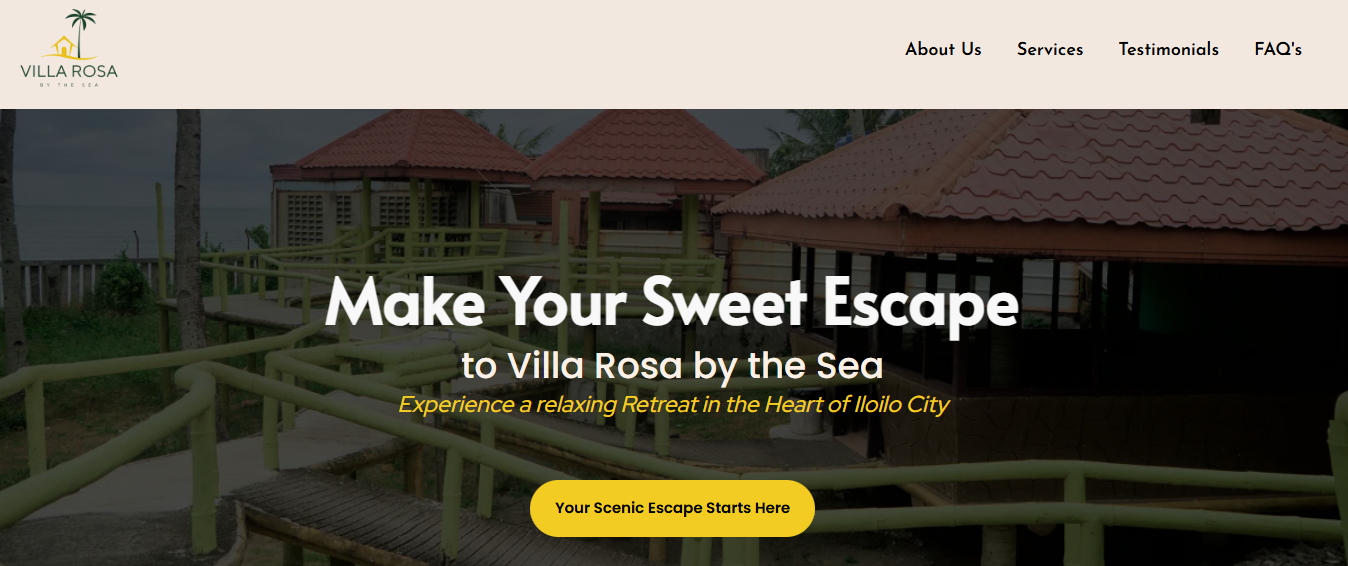 VILLA ROSA
BY THE SEA
About Us
Services
Testimonials
FAQ's
Make Your Sweet Escape
to Villa Rosa by the Sea
Experience a relaxing Retreat in the Heart of Iloilo City
Your Scenic Escape Starts Here